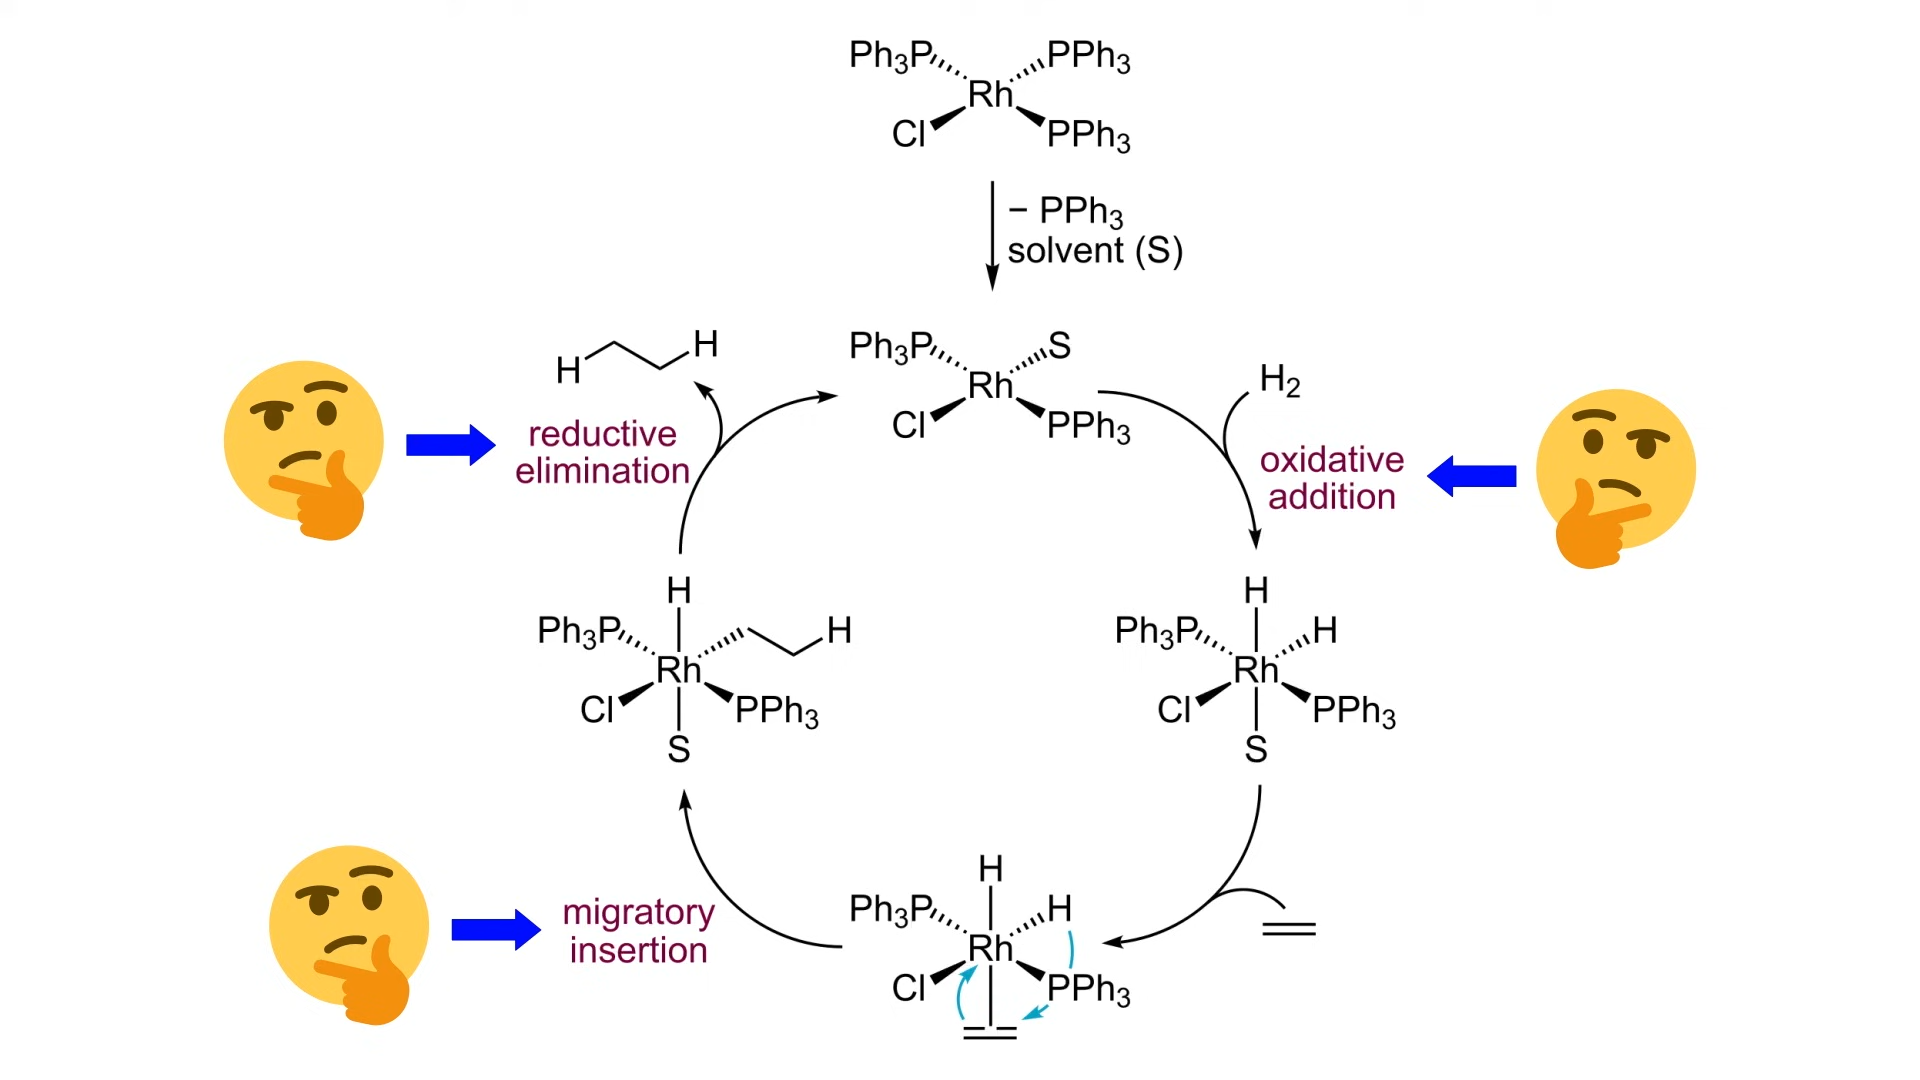 Ph₃P PPh₃
Rh
Cl PPh₃
– PPh₃
solvent (S)
Ph₃P S
Rh
Cl PPh₃
H H
reductive
elimination
H₂
oxidative
addition
H
Ph₃P H
Rh
Cl PPh₃
S
H
Ph₃P H
Rh
Cl PPh₃
S
migratory
insertion
H
Ph₃P H
Rh
Cl PPh₃